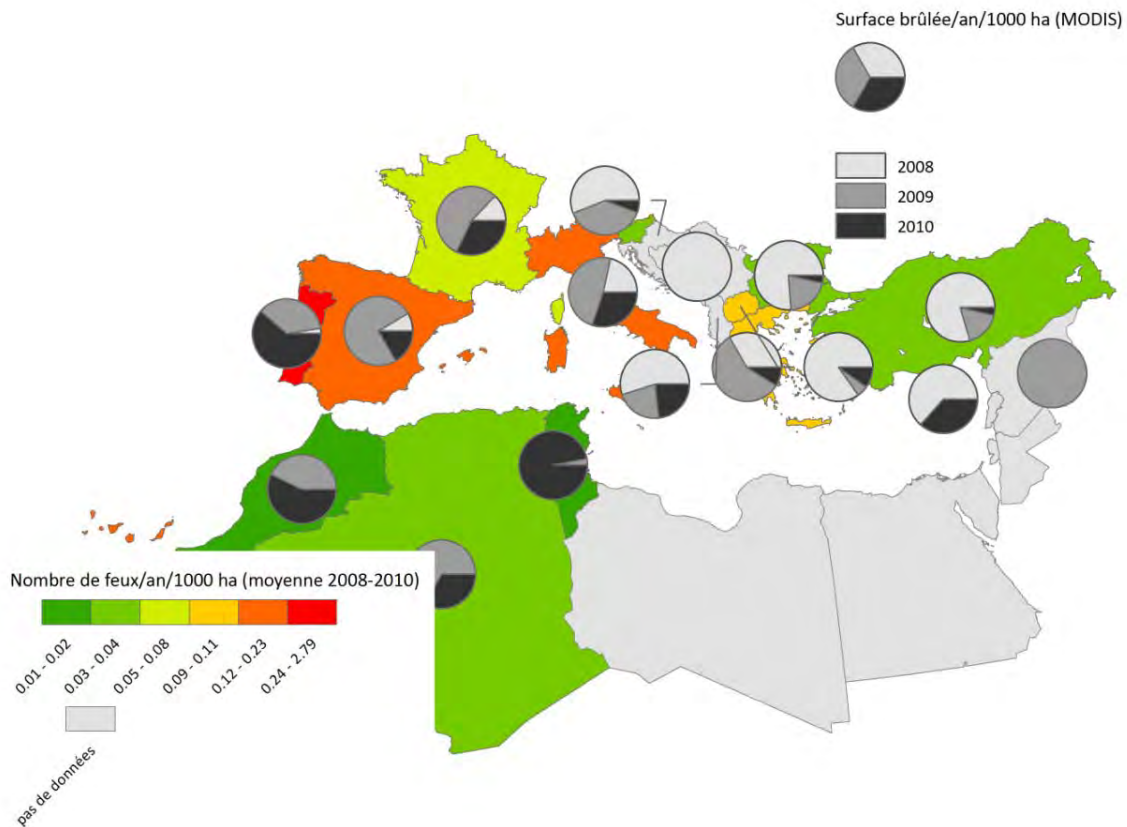 Surface brûlée/an/1000 ha (MODIS)
2008
2009
2010
Nombre de feux/an/1000 ha (moyenne 2008-2010)
0.01 - 0.02
0.03 - 0.04
0.05 - 0.08
0.09 - 0.11
0.12 - 0.23
0.24 - 2.79
pas de données